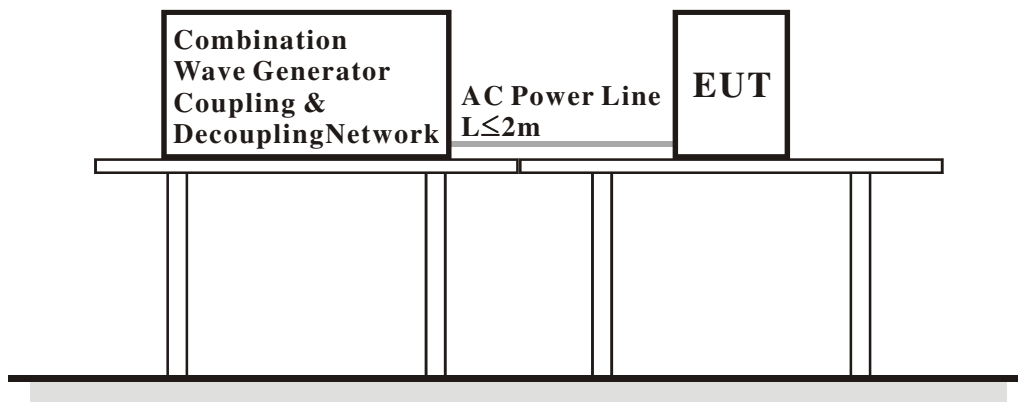 Combination
Wave Generator
Coupling &
DecouplingNetwork
AC Power Line
L≤2m
EUT